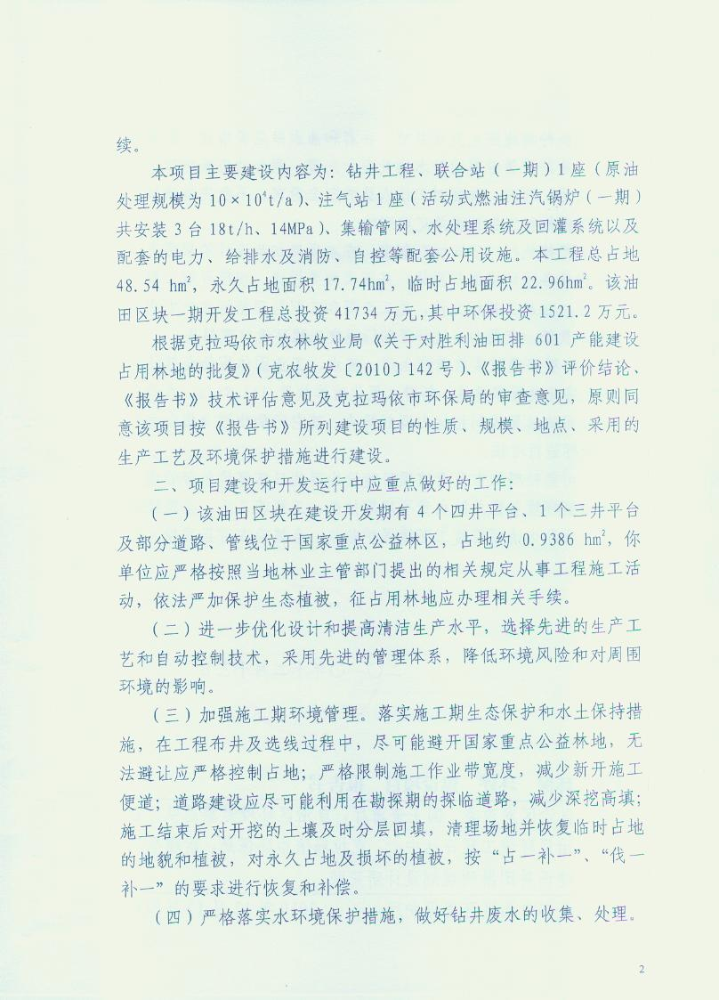 续。
本项目主要建设内容为：钻井工程、联合站（一期）1座（原油
处理规模为10×10⁴t/a）、注气站1座（活动式燃油注汽锅炉（一期）
共安装3台18t/h、14MPa）、集输管网、水处理系统及回灌系统以及
配套的电力、给排水及消防、自控等配套公用设施。本工程总占地
48.54 hm²，永久占地面积17.74hm²，临时占地面积22.96hm²。该油
田区块一期开发工程总投资41734万元,其中环保投资1521.2万元。
根据克拉玛依市农林牧业局《关于对胜利油田排 601 产能建设
占用林地的批复》（克农牧发〔2010〕142号）、《报告书》评价结论、
《报告书》技术评估意见及克拉玛依市环保局的审查意见，原则同
意该项目按《报告书》所列建设项目的性质、规模、地点、采用的
生产工艺及环境保护措施进行建设。
二、项目建设和开发运行中应重点做好的工作：
（一）该油田区块在建设开发期有4个四井平台、1个三井平台
及部分道路、管线位于国家重点公益林区，占地约 0.9386 hm²，你
单位应严格按照当地林业主管部门提出的相关规定从事工程施工活
动，依法严加保护生态植被，征占用林地应办理相关手续。
（二）进一步优化设计和提高清洁生产水平，选择先进的生产工
艺和自动控制技术，采用先进的管理体系，降低环境风险和对周围
环境的影响。
（三）加强施工期环境管理。落实施工期生态保护和水土保持措
施，在工程布井及选线过程中，尽可能避开国家重点公益林地，无
法避让应严格控制占地；严格限制施工作业带宽度，减少新开施工
便道；道路建设应尽可能利用在勘探期的探临道路，减少深挖高填；
施工结束后对开挖的土壤及时分层回填，清理场地并恢复临时占地
的地貌和植被，对永久占地及损坏的植被，按“占一补一”、“伐一
补一”的要求进行恢复和补偿。
（四）严格落实水环境保护措施，做好钻井废水的收集、处理。
2